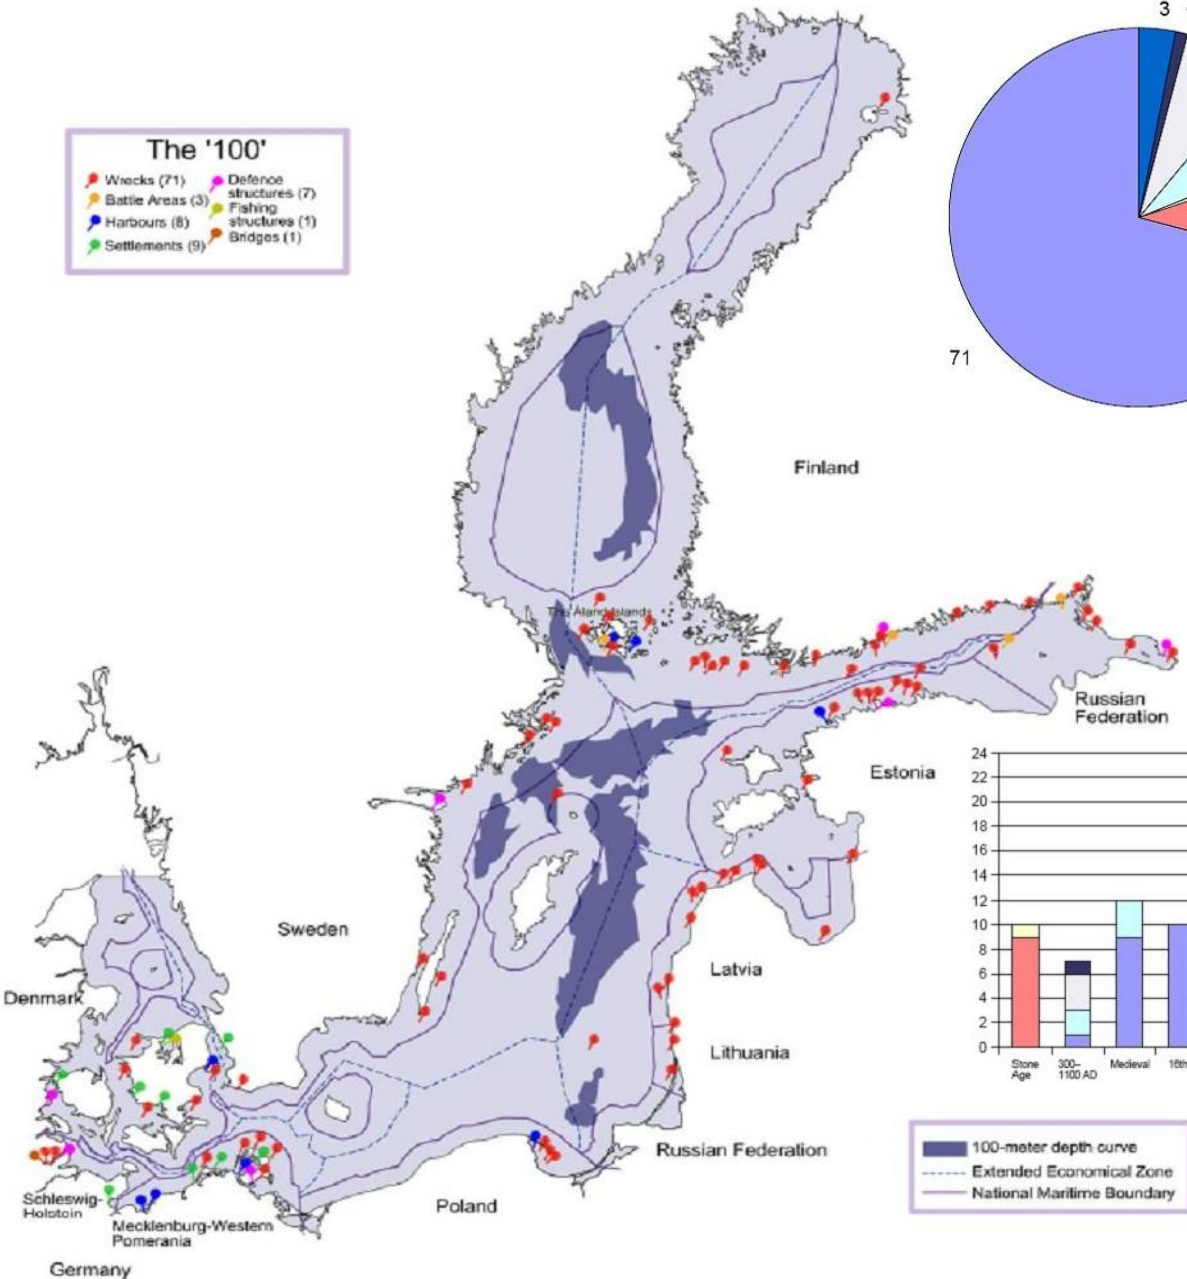 3
The '100'
Wrecks (71)
Battle Areas (3)
Harbours (8)
Settlements (9)
Defence
structures (7)
Fishing
structures (1)
Bridges (1)
71
Finland
The Aland Islands
Russian
Federation
Estonia
Sweden
Latvia
Denmark
Lithuania
Russian Federation
Poland
Schleswig-
Holstein
Mecklenburg-Western
Pomerania
Germany
24
22
20
18
16
14
12
10
8
6
4
2
0
Stone
Age
300-
1100 AD
Medieval
16th
100-meter depth curve
Extended Economical Zone
National Maritime Boundary